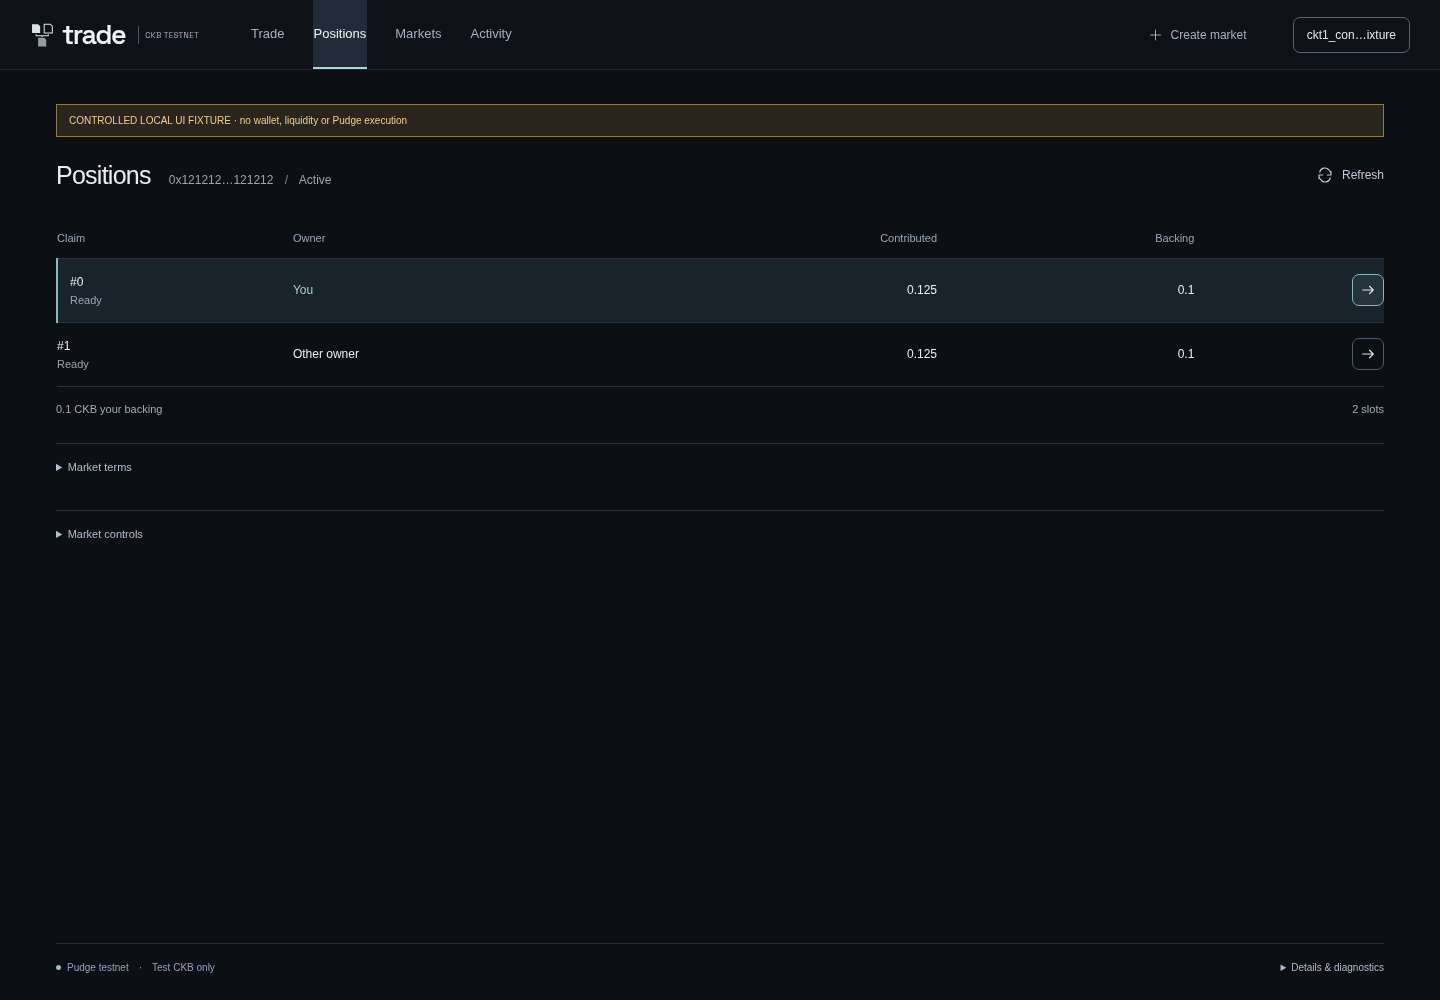 trade CKB TESTNET Trade Positions Markets Activity Create market ckt1_con…ixture
CONTROLLED LOCAL UI FIXTURE · no wallet, liquidity or Pudge execution
Positions 0x121212…121212 / Active Refresh
Claim Owner Contributed Backing
#0
Ready
You 0.125 0.1
#1
Ready
Other owner 0.125 0.1
0.1 CKB your backing 2 slots
Market terms
Market controls
Pudge testnet · Test CKB only Details & diagnostics